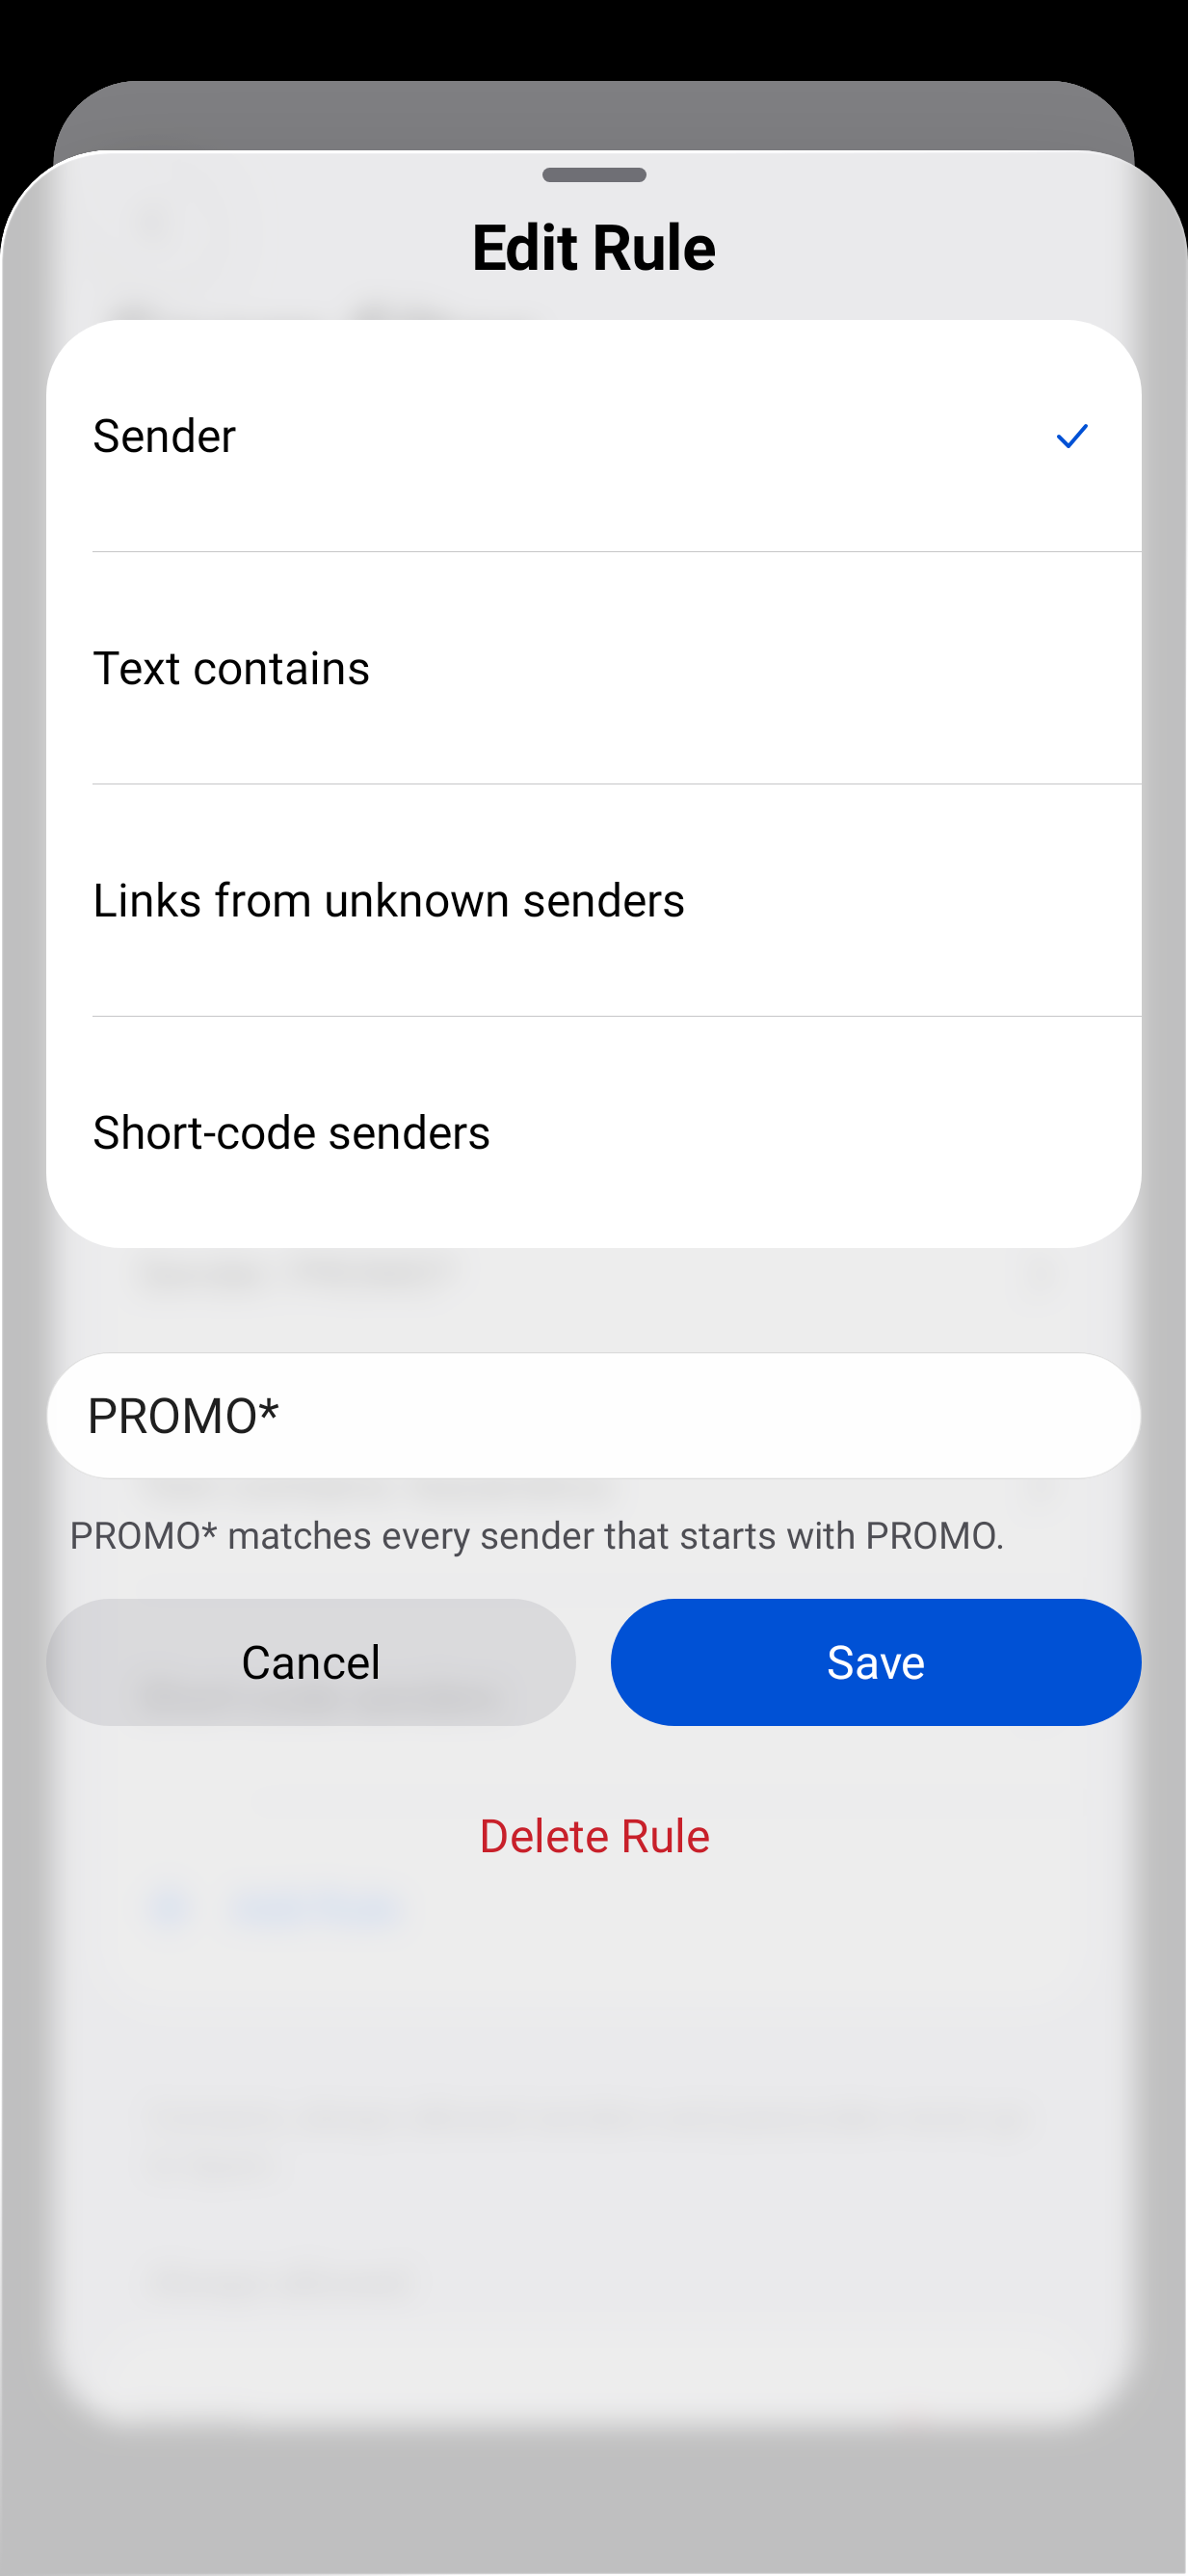 Edit Rule
Sender
Text contains
Links from unknown senders
Short-code senders
PROMO*
PROMO* matches every sender that starts with PROMO.
Cancel
Save
Delete Rule